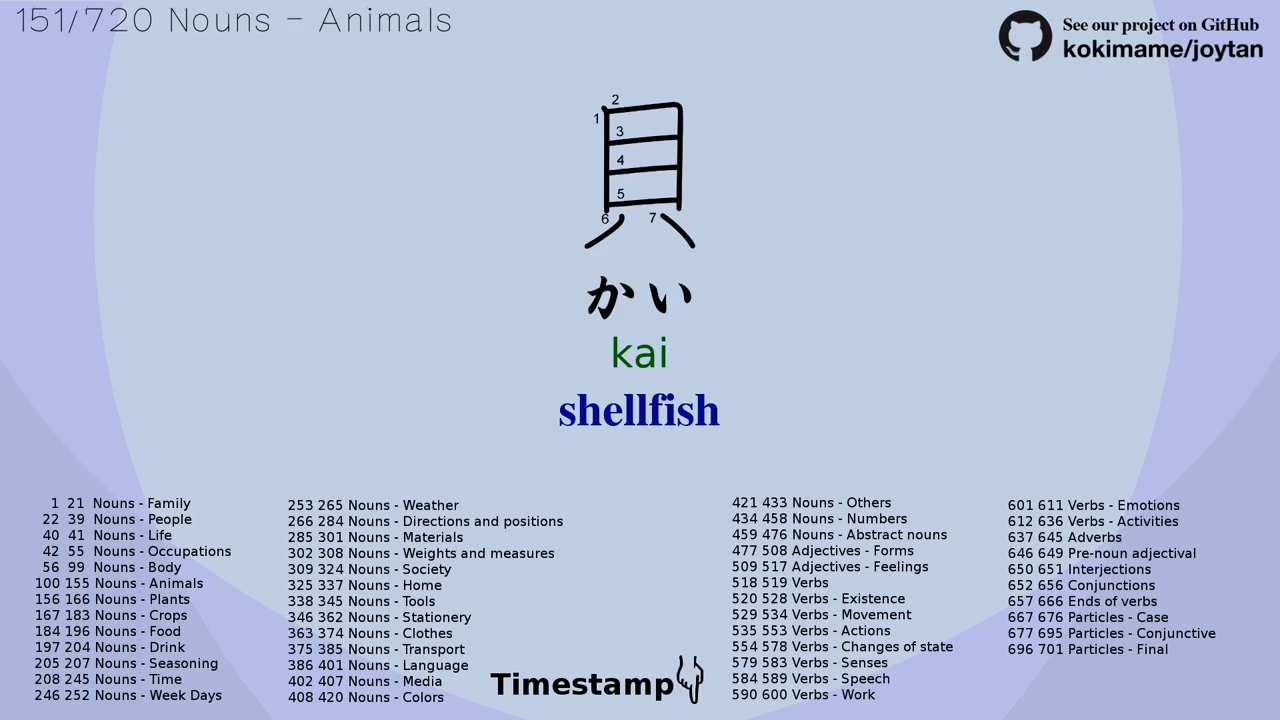 151/720 Nouns - Animals
See our project on GitHub
kokimame/joytan
貝
1
2
3
4
5
6
7
かい
kai
shellfish
1 21 Nouns - Family
22 39 Nouns - People
40 41 Nouns - Life
42 55 Nouns - Occupations
56 99 Nouns - Body
100 155 Nouns - Animals
156 166 Nouns - Plants
167 183 Nouns - Crops
184 196 Nouns - Food
197 204 Nouns - Drink
205 207 Nouns - Seasoning
208 245 Nouns - Time
246 252 Nouns - Week Days
253 265 Nouns - Weather
266 284 Nouns - Directions and positions
285 301 Nouns - Materials
302 308 Nouns - Weights and measures
309 324 Nouns - Society
325 337 Nouns - Home
338 345 Nouns - Tools
346 362 Nouns - Stationery
363 374 Nouns - Clothes
375 385 Nouns - Transport
386 401 Nouns - Language
402 407 Nouns - Media
408 420 Nouns - Colors
Timestamp
421 433 Nouns - Others
434 458 Nouns - Numbers
459 476 Nouns - Abstract nouns
477 508 Adjectives - Forms
509 517 Adjectives - Feelings
518 519 Verbs
520 528 Verbs - Existence
529 534 Verbs - Movement
535 553 Verbs - Actions
554 578 Verbs - Changes of state
579 583 Verbs - Senses
584 589 Verbs - Speech
590 600 Verbs - Work
601 611 Verbs - Emotions
612 636 Verbs - Activities
637 645 Adverbs
646 649 Pre-noun adjectival
650 651 Interjections
652 656 Conjunctions
657 666 Ends of verbs
667 676 Particles - Case
677 695 Particles - Conjunctive
696 701 Particles - Final